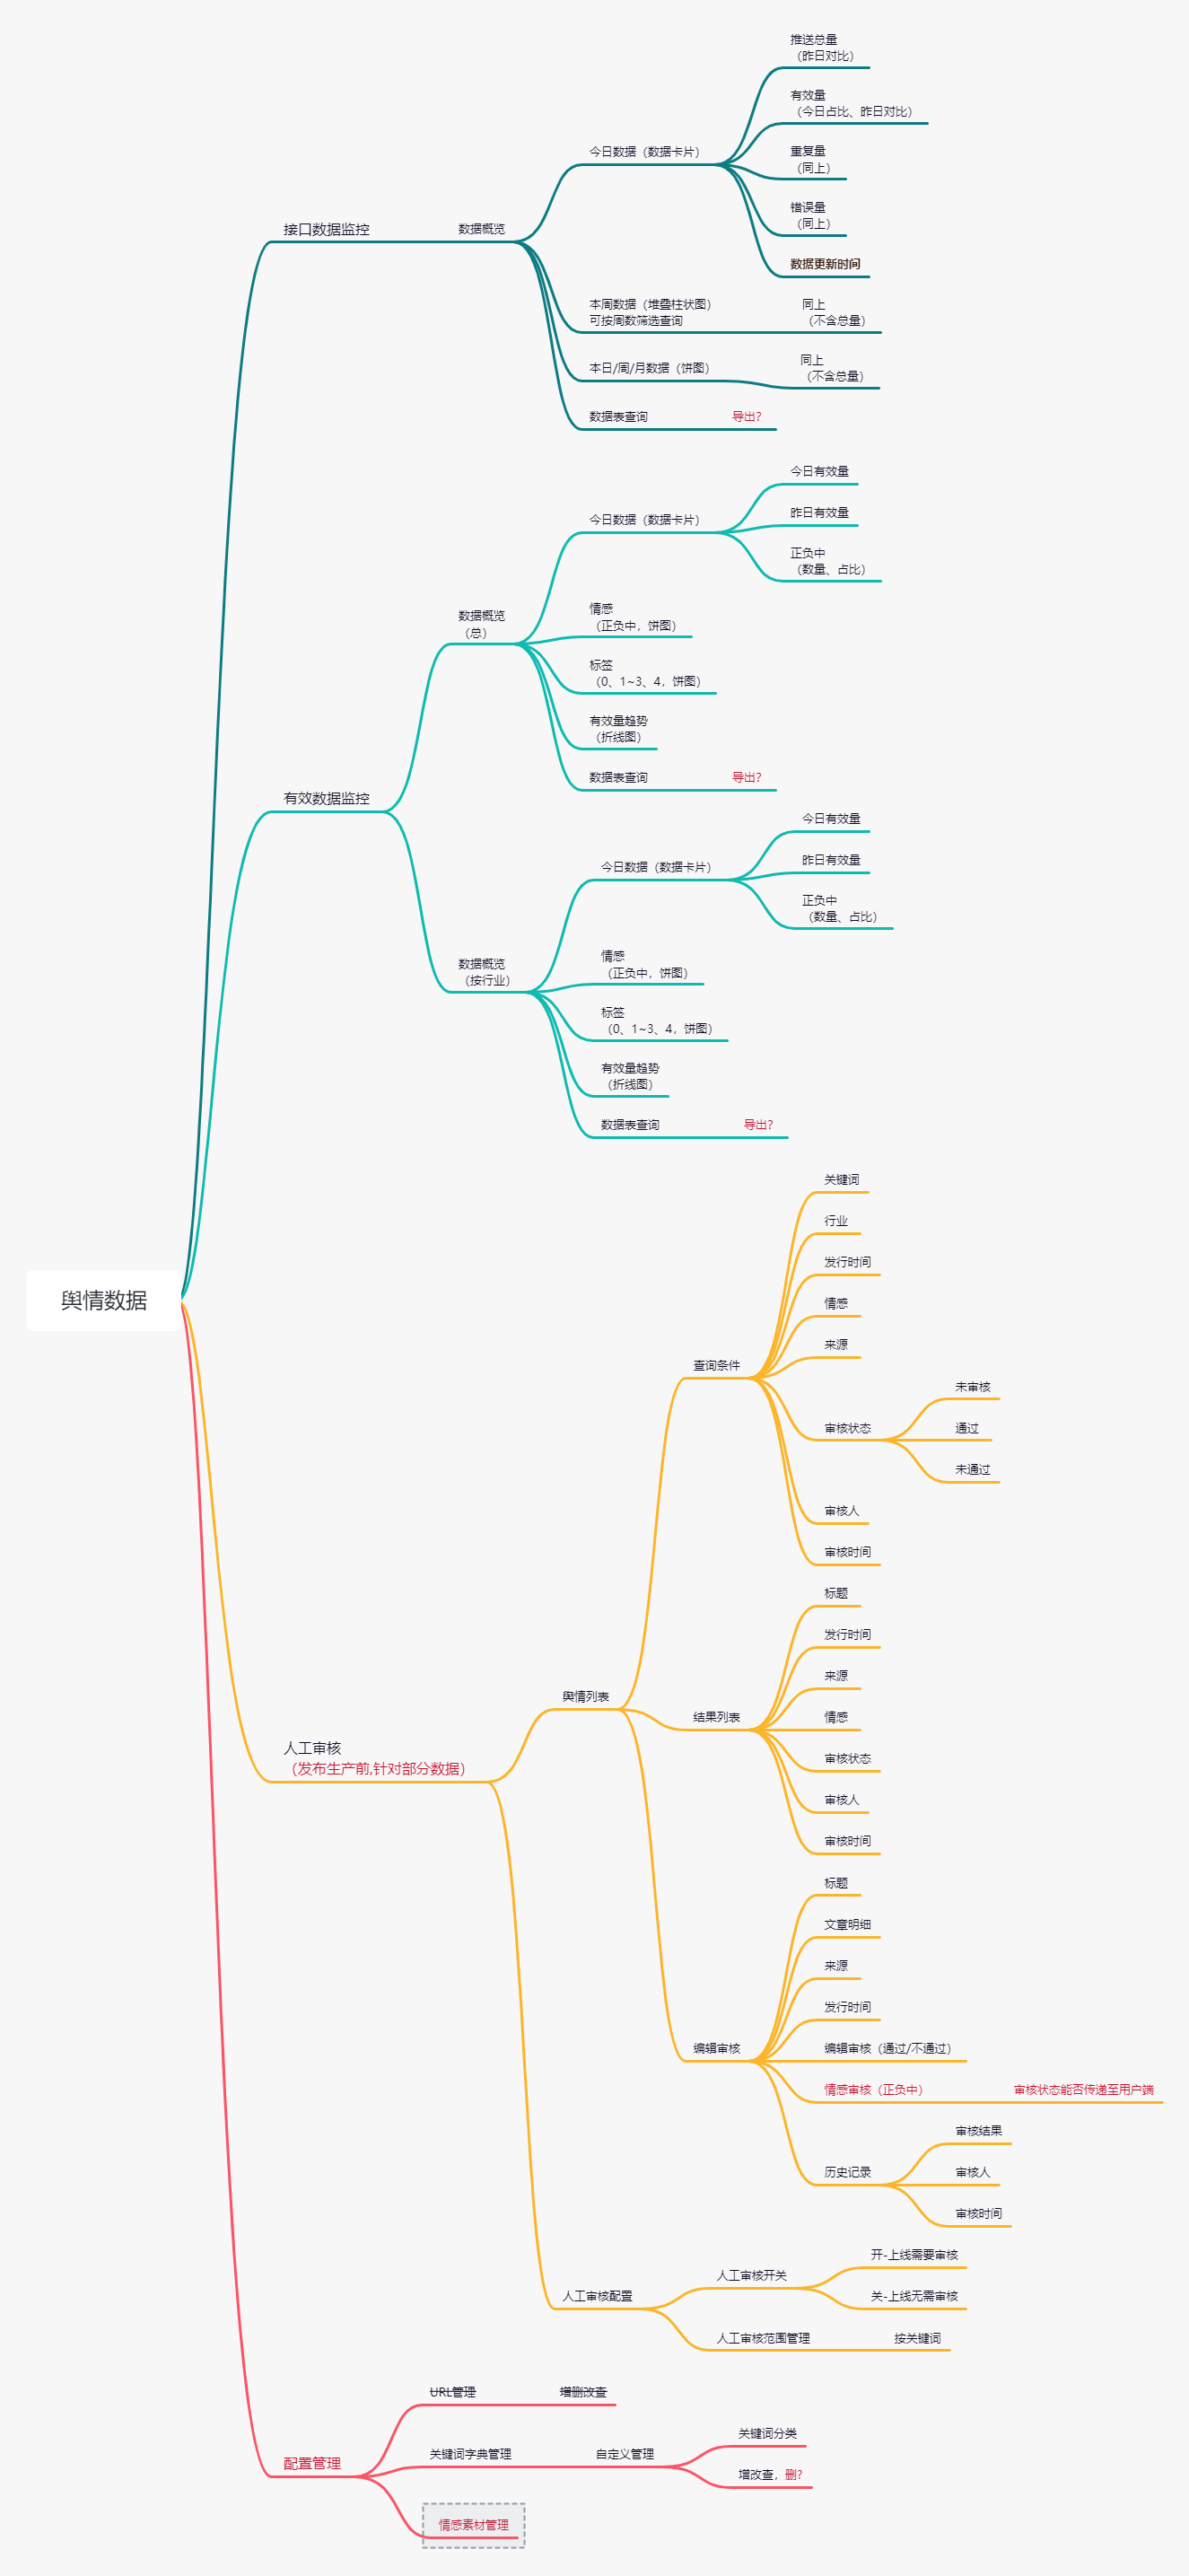 舆情数据
接口数据监控
数据概览
今日数据（数据卡片）
推送总量
（昨日对比）
有效量
（今日占比、昨日对比）
重复量
（同上）
错误量
（同上）
数据更新时间
本周数据（堆叠柱状图）
可按周数筛选查询
同上
（不含总量）
本日/周/月数据（饼图）
同上
（不含总量）
数据表查询
导出？
有效数据监控
数据概览
（总）
今日数据（数据卡片）
今日有效量
昨日有效量
正负中
（数量、占比）
情感
（正负中，饼图）
标签
（0、1~3、4，饼图）
有效量趋势
（折线图）
数据表查询
导出？
数据概览
（按行业）
今日数据（数据卡片）
今日有效量
昨日有效量
正负中
（数量、占比）
情感
（正负中，饼图）
标签
（0、1~3、4，饼图）
有效量趋势
（折线图）
数据表查询
导出？
人工审核
（发布生产前,针对部分数据）
舆情列表
查询条件
关键词
行业
发行时间
情感
来源
审核状态
未审核
通过
未通过
审核人
审核时间
结果列表
标题
发行时间
来源
情感
审核状态
审核人
审核时间
编辑审核
标题
文章明细
来源
发行时间
编辑审核（通过/不通过）
情感审核（正负中）
审核状态能否传递至用户端
历史记录
审核结果
审核人
审核时间
人工审核配置
人工审核开关
开-上线需要审核
关-上线无需审核
人工审核范围管理
按关键词
配置管理
URL管理
增删改查
关键词字典管理
自定义管理
关键词分类
增改查，删？
情感素材管理